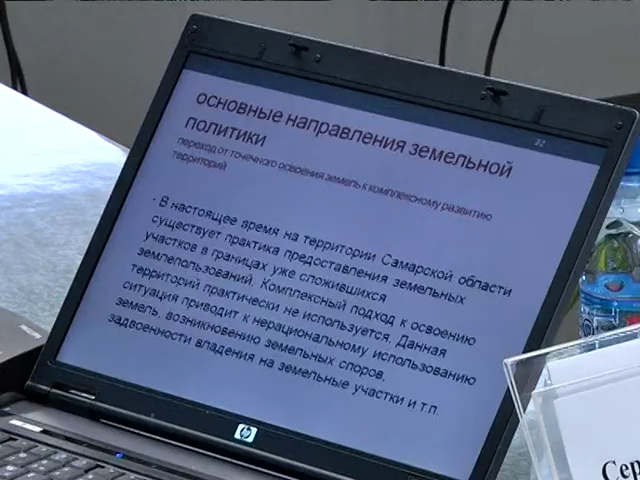 22
основные направления земельной
политики
переход от точечного освоения земель к комплексному развитию
территорий
- В настоящее время на территории Самарской области
существует практика предоставления земельных
участков в границах уже сложившихся
землепользований. Комплексный подход к освоению
территорий практически не используется. Данная
ситуация приводит к нерациональному использованию
земель, возникновению земельных споров,
задвоенности владения на земельные участки и т.п.
hp
Сер